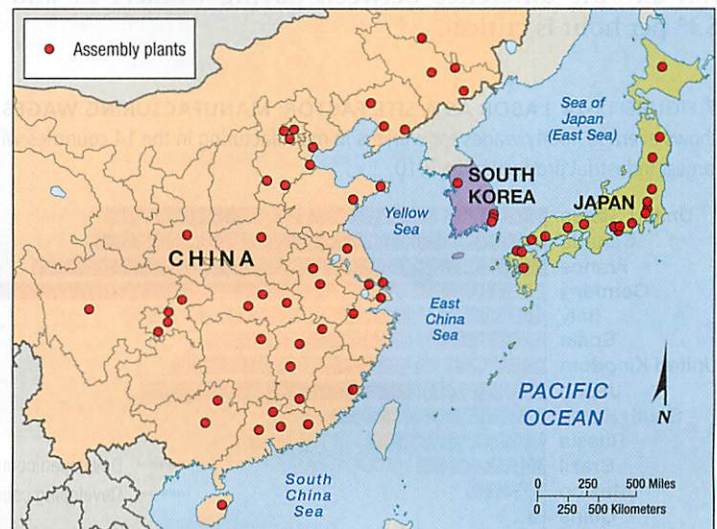 Assembly plants
Sea of
Japan
(East Sea)
SOUTH
KOREA
JAPAN
Yellow
Sea
CHINA
East
China
Sea
PACIFIC
OCEAN
N
South
China
Sea
0 250 500 Miles
0 250 500 Kilometers